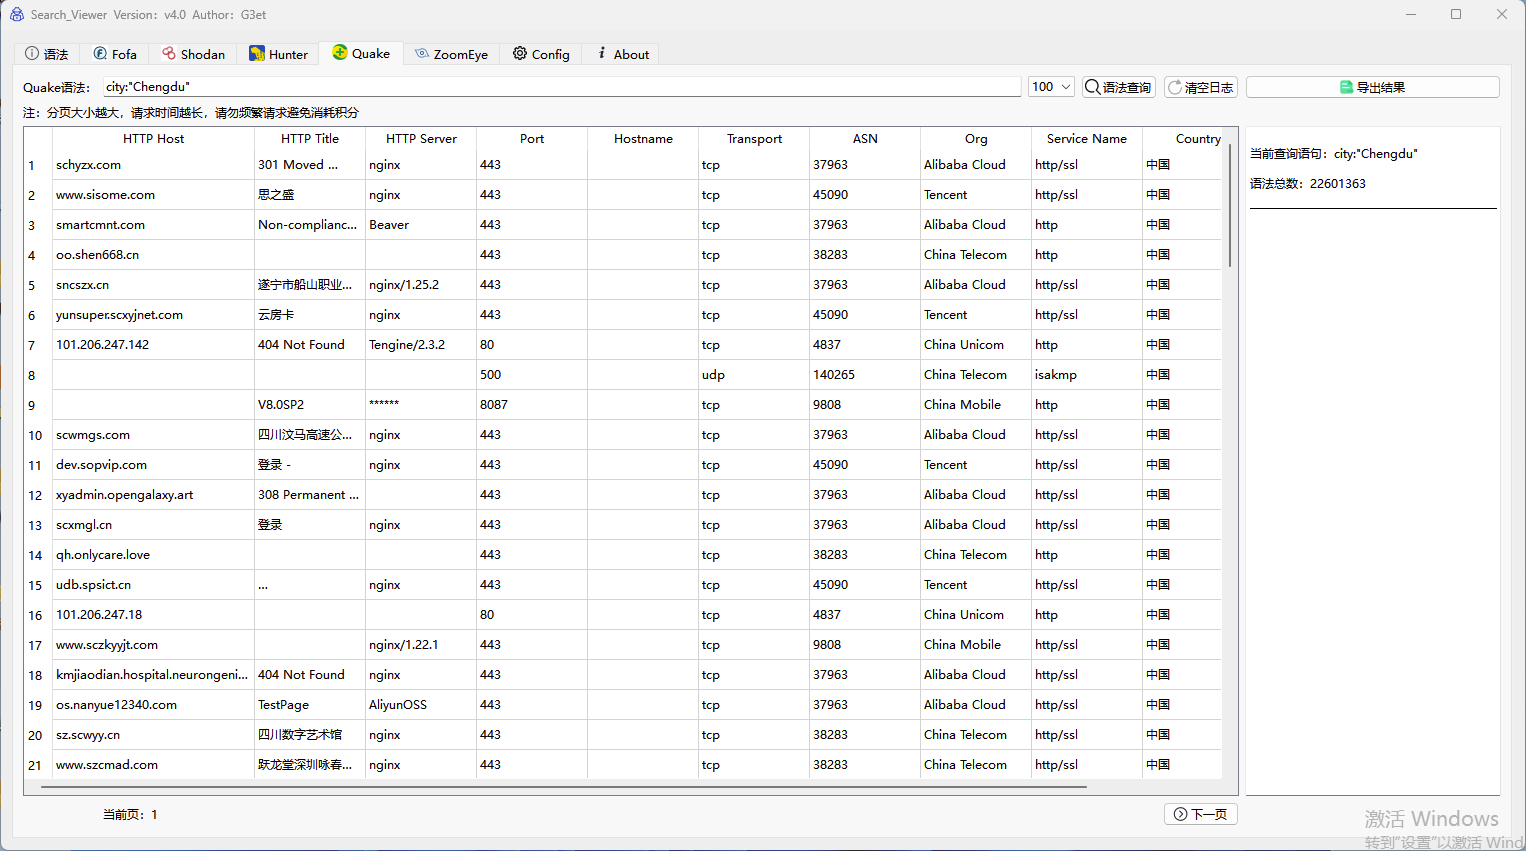 Search_Viewer Version: v4.0 Author: G3et
语法 Fofa Shodan Hunter Quake ZoomEye Config About
Quake语法: city:"Chengdu" 100 语法查询 清空日志 导出结果
注：分页大小越大，请求时间越长，请勿频繁请求避免消耗积分
HTTP Host HTTP Title HTTP Server Port Hostname Transport ASN Org Service Name Country
1 schyzx.com 301 Moved ... nginx 443 tcp 37963 Alibaba Cloud http/ssl 中国
2 www.sisome.com 思之盛 nginx 443 tcp 45090 Tencent http/ssl 中国
3 smartcmnt.com Non-complianc... Beaver 443 tcp 37963 Alibaba Cloud http 中国
4 oo.shen668.cn 443 tcp 38283 China Telecom http 中国
5 sncszx.cn 遂宁市船山职业... nginx/1.25.2 443 tcp 37963 Alibaba Cloud http/ssl 中国
6 yunsuper.scxyjnet.com 云房卡 nginx 443 tcp 45090 Tencent http/ssl 中国
7 101.206.247.142 404 Not Found Tengine/2.3.2 80 tcp 4837 China Unicom http 中国
8 500 udp 140265 China Telecom isakmp 中国
9 V8.0SP2 ****** 8087 tcp 9808 China Mobile http 中国
10 scwmgs.com 四川汶马高速公... nginx 443 tcp 37963 Alibaba Cloud http/ssl 中国
11 dev.sopvip.com 登录 - nginx 443 tcp 45090 Tencent http/ssl 中国
12 xyadmin.opengalaxy.art 308 Permanent ... 443 tcp 37963 Alibaba Cloud http/ssl 中国
13 scxmgl.cn 登录 nginx 443 tcp 37963 Alibaba Cloud http/ssl 中国
14 qh.onlycare.love 443 tcp 38283 China Telecom http 中国
15 udb.spsict.cn ... nginx 443 tcp 45090 Tencent http/ssl 中国
16 101.206.247.18 80 tcp 4837 China Unicom http 中国
17 www.sczkyyjt.com nginx/1.22.1 443 tcp 9808 China Mobile http/ssl 中国
18 kmjiaodian.hospital.neurongeni... 404 Not Found nginx 443 tcp 37963 Alibaba Cloud http/ssl 中国
19 os.nanyue12340.com TestPage AliyunOSS 443 tcp 37963 Alibaba Cloud http/ssl 中国
20 sz.scwyy.cn 四川数字艺术馆 nginx 443 tcp 38283 China Telecom http/ssl 中国
21 www.szcmad.com 跃龙堂深圳咏春... nginx 443 tcp 38283 China Telecom http/ssl 中国
当前查询语句：city:"Chengdu"
语法总数：22601363
当前页：1 下一页
激活 Windows
转到"设置"以激活 Wind